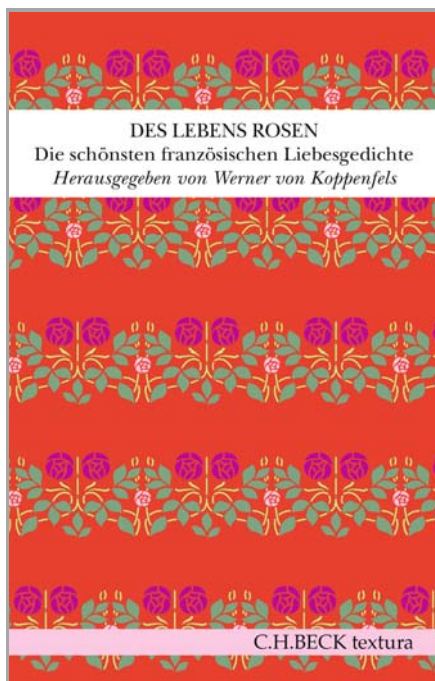 DES LEBENS ROSEN
Die schönsten französischen Liebesgedichte
Herausgegeben von Werner von Koppenfels
C.H.BECK textura